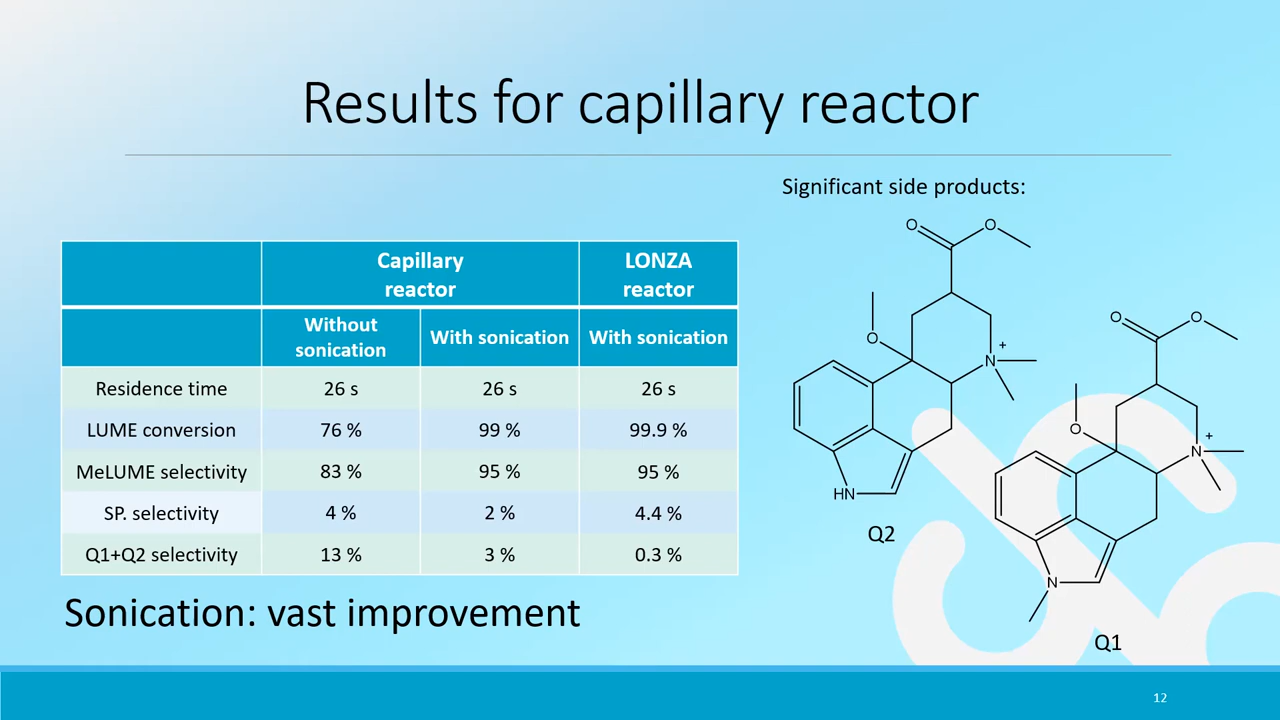 Results for capillary reactor
Significant side products:
Capillary
reactor
LONZA
reactor
Without
sonication
With sonication
With sonication
Residence time
26 s
26 s
26 s
LUME conversion
76 %
99 %
99.9 %
MeLUME selectivity
83 %
95 %
95 %
SP. selectivity
4 %
2 %
4.4 %
Q1+Q2 selectivity
13 %
3 %
0.3 %
Sonication: vast improvement
O
O
O
N
+
HN
Q2
O
O
O
N
+
N
Q1
12